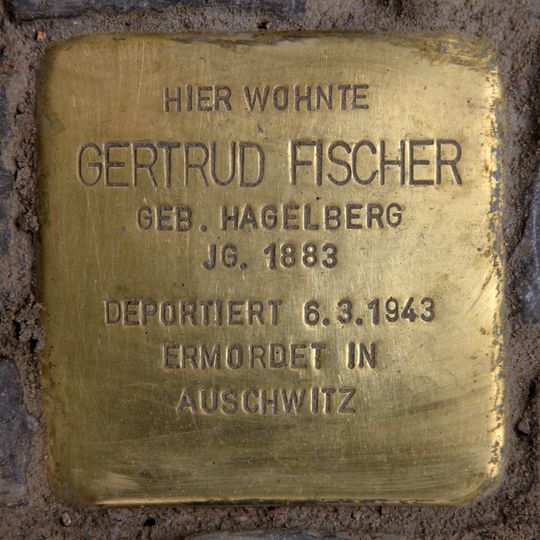 HIER WOHNTE
GERTRUD FISCHER
GEB. HAGELBERG
JG. 1883
DEPORTIERT 6.3.1943
ERMORDET IN
AUSCHWITZ